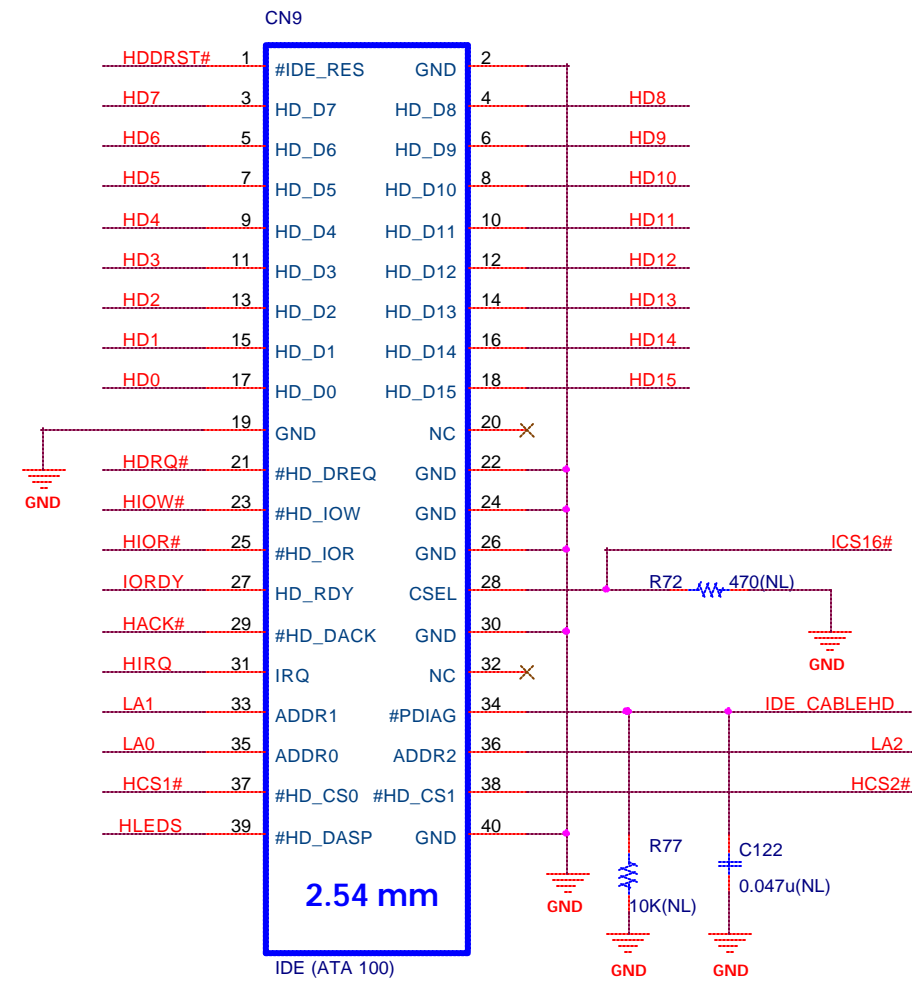 CN9
HDDRST# 1 #IDE_RES GND 2
HD7 3 HD_D7 HD_D8 4 HD8
HD6 5 HD_D6 HD_D9 6 HD9
HD5 7 HD_D5 HD_D10 8 HD10
HD4 9 HD_D4 HD_D11 10 HD11
HD3 11 HD_D3 HD_D12 12 HD12
HD2 13 HD_D2 HD_D13 14 HD13
HD1 15 HD_D1 HD_D14 16 HD14
HD0 17 HD_D0 HD_D15 18 HD15
19 GND NC 20
HDRQ# 21 #HD_DREQ GND 22
GND
HIOW# 23 #HD_IOW GND 24
HIOR# 25 #HD_IOR GND 26 ICS16#
IORDY 27 HD_RDY CSEL 28 R72 470(NL)
HACK# 29 #HD_DACK GND 30
GND
HIRQ 31 IRQ NC 32
LA1 33 ADDR1 #PDIAG 34 IDE_CABLEHD
LA0 35 ADDR0 ADDR2 36 LA2
HCS1# 37 #HD_CS0 #HD_CS1 38 HCS2#
HLEDS 39 #HD_DASP GND 40
R77 C122
2.54 mm
0.047u(NL)
GND 10K(NL)
IDE (ATA 100)
GND GND